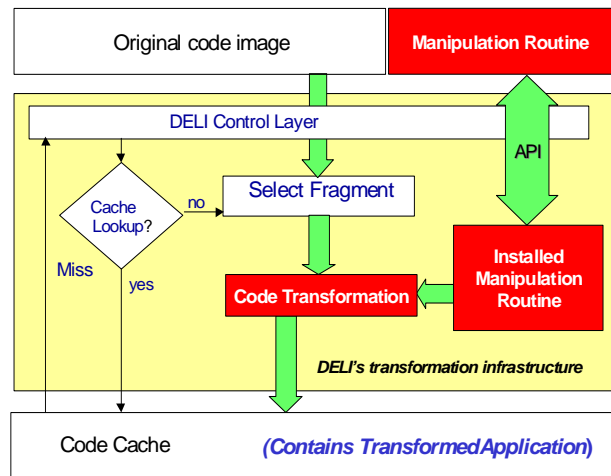 Original code image
Manipulation Routine
DELI Control Layer
API
Cache
Lookup?
no
Select Fragment
Miss
yes
Code Transformation
Installed
Manipulation
Routine
DELI's transformation infrastructure
Code Cache
(Contains TransformedApplication)